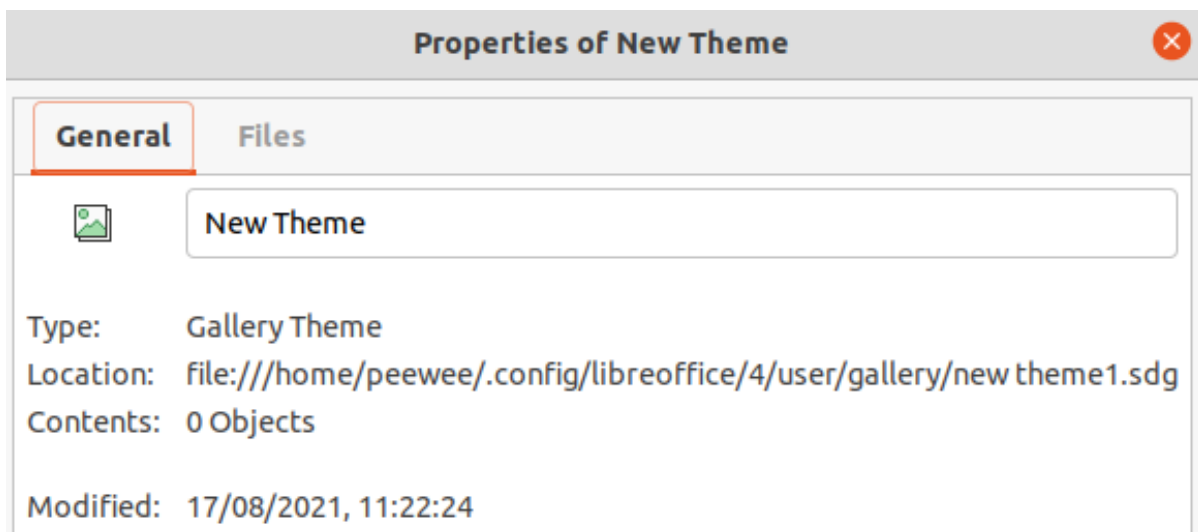 Properties of New Theme
General Files
New Theme
Type: Gallery Theme
Location: file:///home/peewee/.config/libreoffice/4/user/gallery/new theme1.sdg
Contents: 0 Objects
Modified: 17/08/2021, 11:22:24